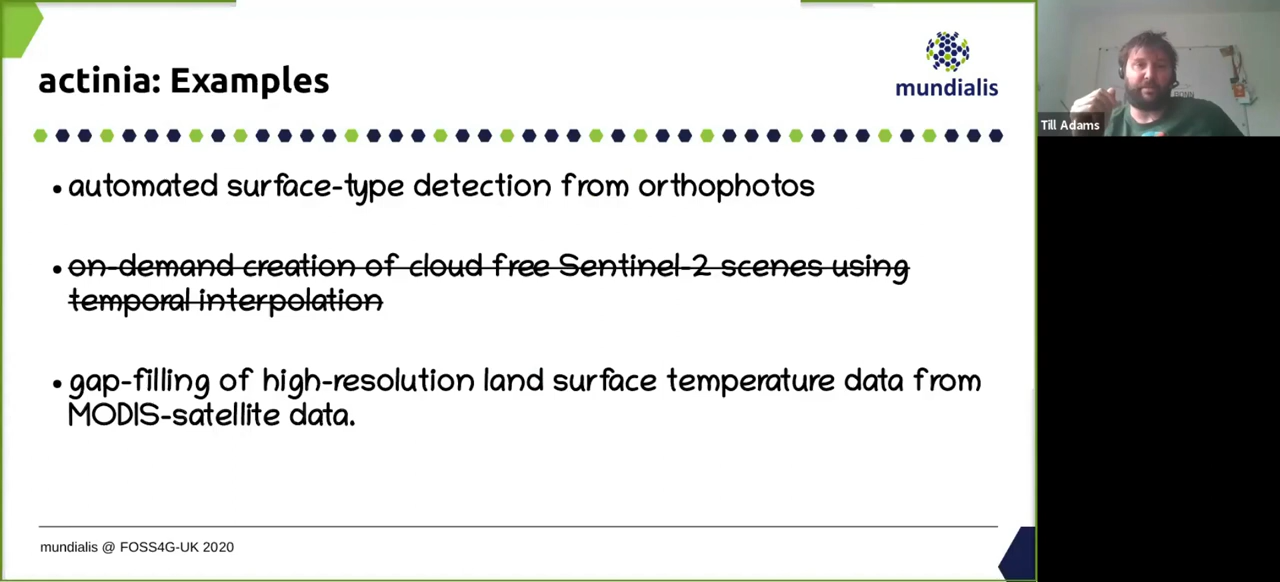 actinia: Examples
mundialis
• automated surface-type detection from orthophotos
• on-demand creation of cloud free Sentinel-2 scenes using
temporal interpolation
• gap-filling of high-resolution land surface temperature data from
MODIS-satellite data.
mundialis @ FOSS4G-UK 2020
BONN
Till Adams